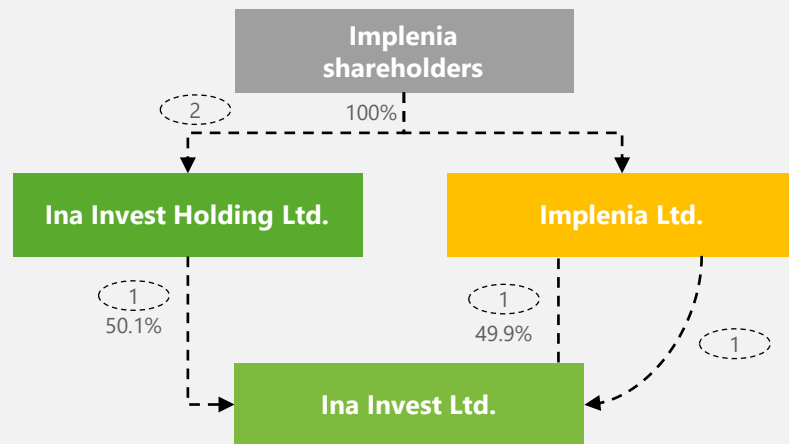 Implenia
shareholders
2
100%
Ina Invest Holding Ltd.
Implenia Ltd.
1
50.1%
1
49.9%
1
Ina Invest Ltd.